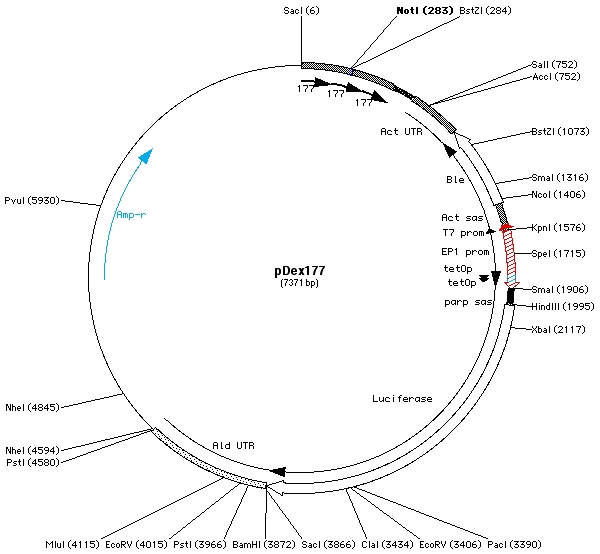 SacI (6)
NotI (283)
BstZI (284)
SalI (752)
AccI (752)
177
177
177
Act UTR
BstZI (1073)
Ble
SmaI (1316)
NcoI (1406)
PvuI (5930)
Amp-r
Act sas
T7 prom
KpnI (1576)
EP1 prom
SpeI (1715)
pDex177
(7371 bp)
tetOp
tetOp
SmaI (1906)
parp sas
HindIII (1995)
XbaI (2117)
Luciferase
NheI (4845)
Ald UTR
NheI (4594)
PstI (4580)
MluI (4115)
EcoRV (4015)
PstI (3966)
BamHI (3872)
SacI (3866)
ClaI (3434)
EcoRV (3406)
PacI (3390)